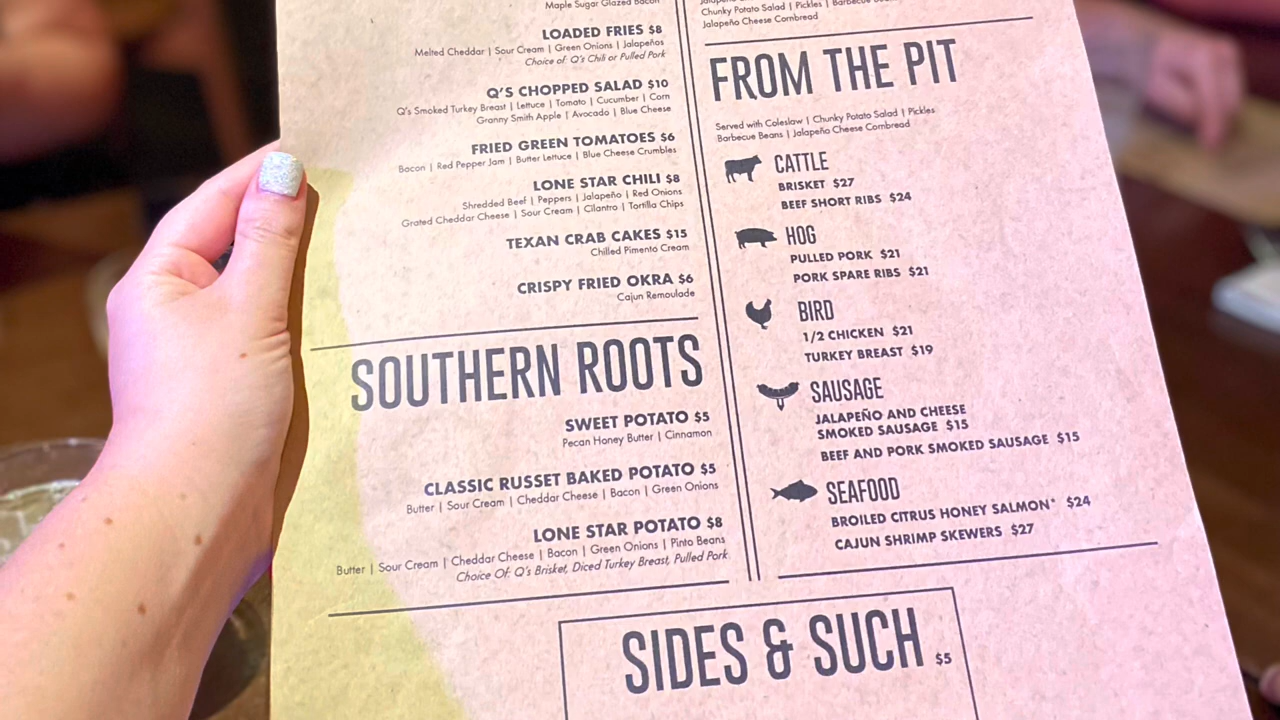 Maple Sugar Glazed Bacon
LOADED FRIES $8
Melted Cheddar | Sour Cream | Green Onions | Jalapeños
Choice of: Q's Chili or Pulled Pork
Q'S CHOPPED SALAD $10
Q's Smoked Turkey Breast | Lettuce | Tomato | Cucumber | Corn
Granny Smith Apple | Avocado | Blue Cheese
FRIED GREEN TOMATOES $6
Bacon | Red Pepper Jam | Butter Lettuce | Blue Cheese Crumbles
LONE STAR CHILI $8
Shredded Beef | Peppers | Jalapeño | Red Onions
Grated Cheddar Cheese | Sour Cream | Cilantro | Tortilla Chips
TEXAN CRAB CAKES $15
Chilled Pimento Cream
CRISPY FRIED OKRA $6
Cajun Remoulade
SOUTHERN ROOTS
SWEET POTATO $5
Pecan Honey Butter | Cinnamon
CLASSIC RUSSET BAKED POTATO $5
Butter | Sour Cream | Cheddar Cheese | Bacon | Green Onions
LONE STAR POTATO $8
Butter | Sour Cream | Cheddar Cheese | Bacon | Green Onions | Pinto Beans
Choice Of: Q's Brisket, Diced Turkey Breast, Pulled Pork
Chunky Potato Salad | Pickles | Barbecue
Jalapeño Cheese Cornbread
FROM THE PIT
Served with Coleslaw | Chunky Potato Salad | Pickles
Barbecue Beans | Jalapeño Cheese Cornbread
CATTLE
BRISKET $27
BEEF SHORT RIBS $24
HOG
PULLED PORK $21
PORK SPARE RIBS $21
BIRD
1/2 CHICKEN $21
TURKEY BREAST $19
SAUSAGE
JALAPEÑO AND CHEESE
SMOKED SAUSAGE $15
BEEF AND PORK SMOKED SAUSAGE $15
SEAFOOD
BROILED CITRUS HONEY SALMON* $24
CAJUN SHRIMP SKEWERS $27
SIDES & SUCH $5